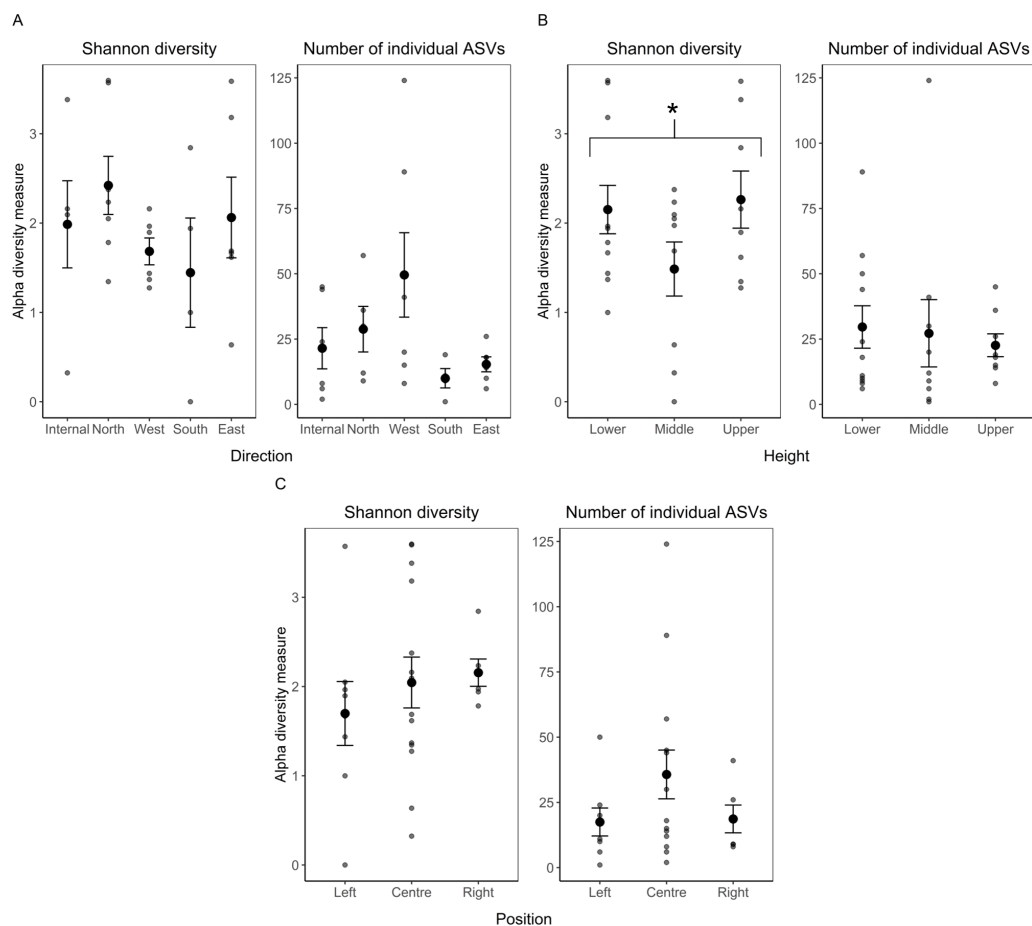 A
Shannon diversity
Number of individual ASVs
Alpha diversity measure
3
2
1
0
125
100
75
50
25
0
Internal North West South East
Internal North West South East
Direction
B
Shannon diversity
Number of individual ASVs
Alpha diversity measure
*
3
2
1
0
125
100
75
50
25
0
Lower Middle Upper
Lower Middle Upper
Height
C
Shannon diversity
Number of individual ASVs
Alpha diversity measure
3
2
1
0
125
100
75
50
25
0
Left Centre Right
Left Centre Right
Position